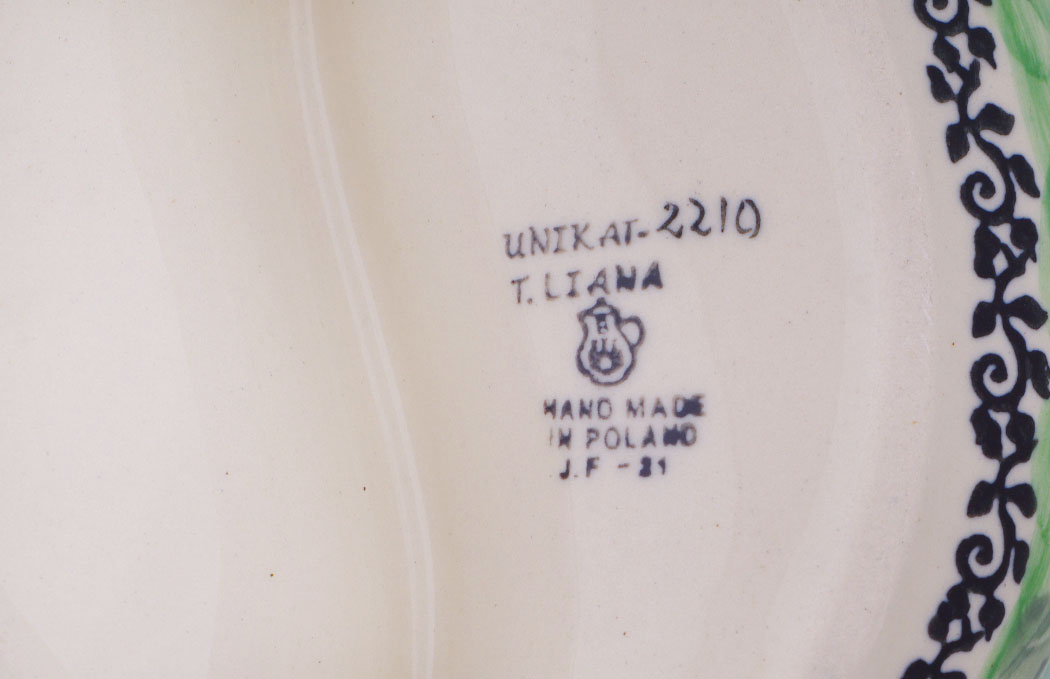 UNIKAT-2210
T. LIANA
HAND MADE
IN POLAND
J.F - 21